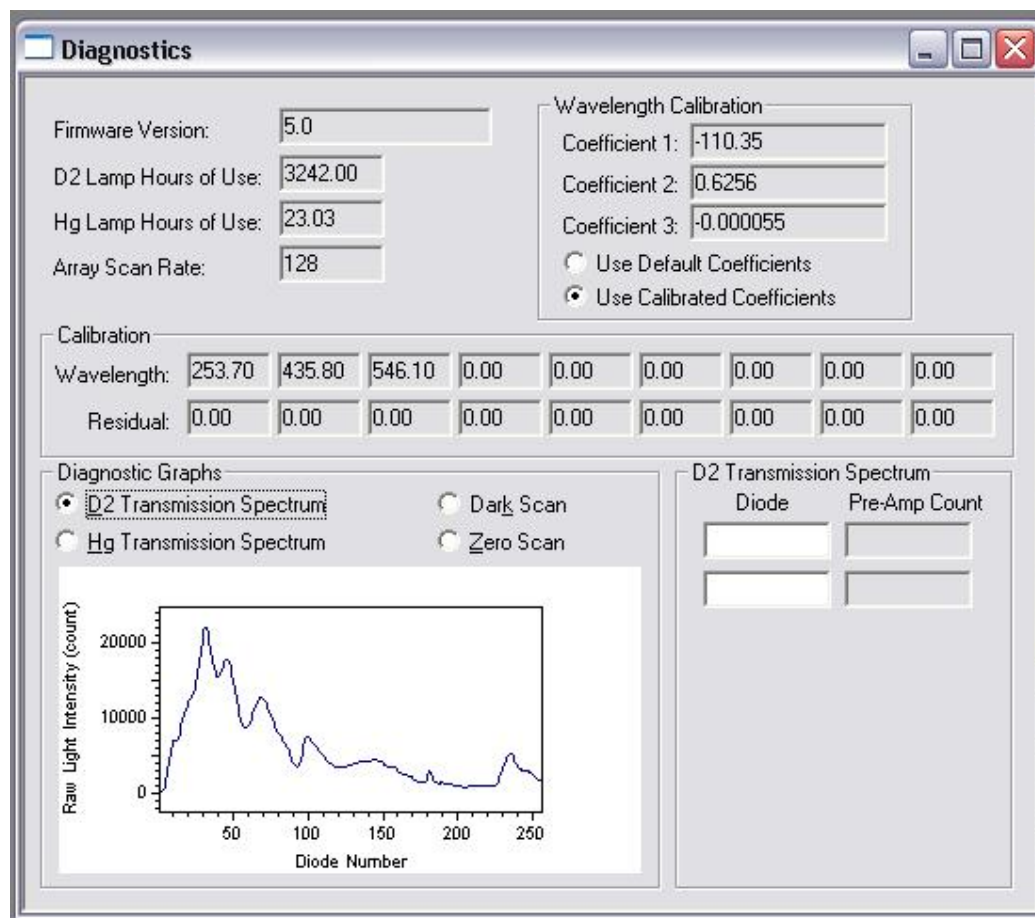 Diagnostics
Firmware Version: 5.0
D2 Lamp Hours of Use: 3242.00
Hg Lamp Hours of Use: 23.03
Array Scan Rate: 128
Wavelength Calibration
Coefficient 1: -110.35
Coefficient 2: 0.6256
Coefficient 3: -0.000055
Use Default Coefficients
Use Calibrated Coefficients
Calibration
Wavelength: 253.70 435.80 546.10 0.00 0.00 0.00 0.00 0.00 0.00
Residual: 0.00 0.00 0.00 0.00 0.00 0.00 0.00 0.00 0.00
Diagnostic Graphs
D2 Transmission Spectrum Dark Scan
Hg Transmission Spectrum Zero Scan
Raw Light Intensity (count)
20000
10000
0
50 100 150 200 250
Diode Number
D2 Transmission Spectrum
Diode Pre-Amp Count